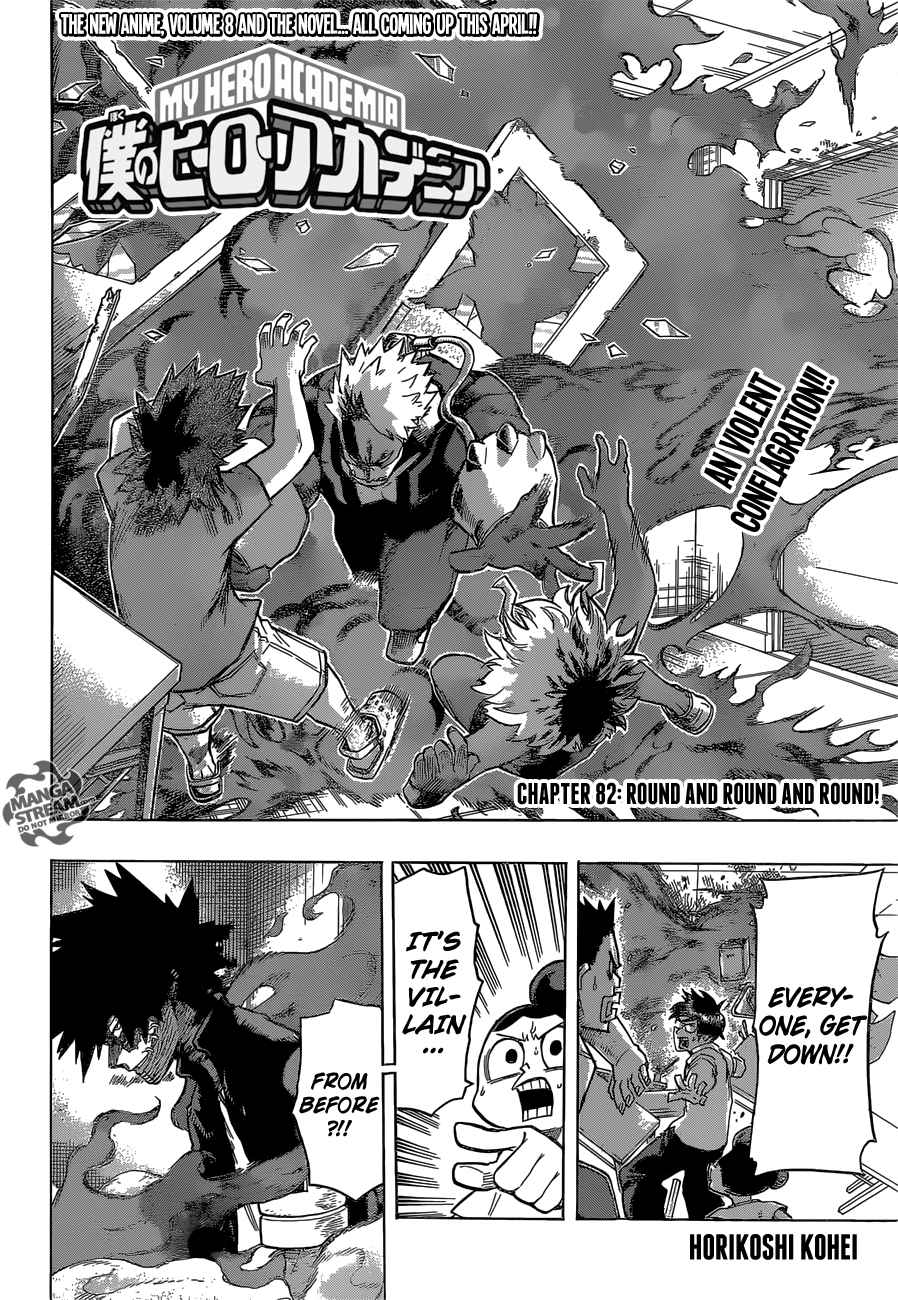 THE NEW ANIME, VOLUME 8 AND THE NOVEL... ALL COMING UP THIS APRIL!!
MY HERO ACADEMIA
ぼく
僕のヒーローアカデミア
AN VIOLENT
CONFLAGRATION!!
CHAPTER 82: ROUND AND ROUND AND ROUND!
MANGA
STREAM
EVERY-
ONE, GET
DOWN!!
IT'S
THE
VIL-
LAIN
...
FROM
BEFORE
?!!
HORIKOSHI KOHEI